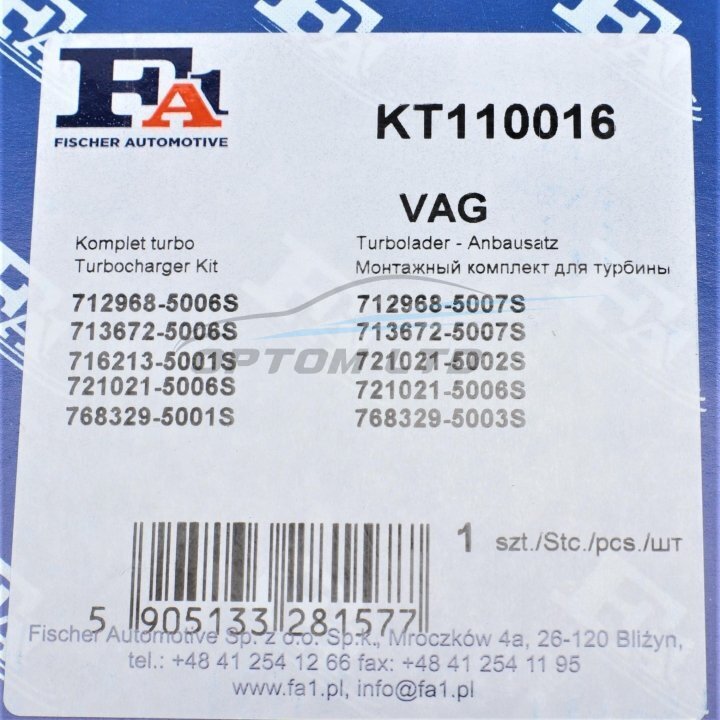 FA1
FISCHER AUTOMOTIVE
KT110016
VAG
Komplet turbo
Turbocharger Kit
Turbolader - Anbausatz
Монтажный комплект для турбины
712968-5006S
713672-5006S
716213-5001S
721021-5006S
768329-5001S
712968-5007S
713672-5007S
721021-5002S
721021-5006S
768329-5003S
OPTOM AUTO
1 szt./Stc./pcs./шт
5 905133 281577
Fischer Automotive Sp. z o.o. Sp.k., Mroczków 4a, 26-120 Bliżyn,
tel.: +48 41 254 12 66 fax: +48 41 254 11 95
www.fa1.pl, info@fa1.pl